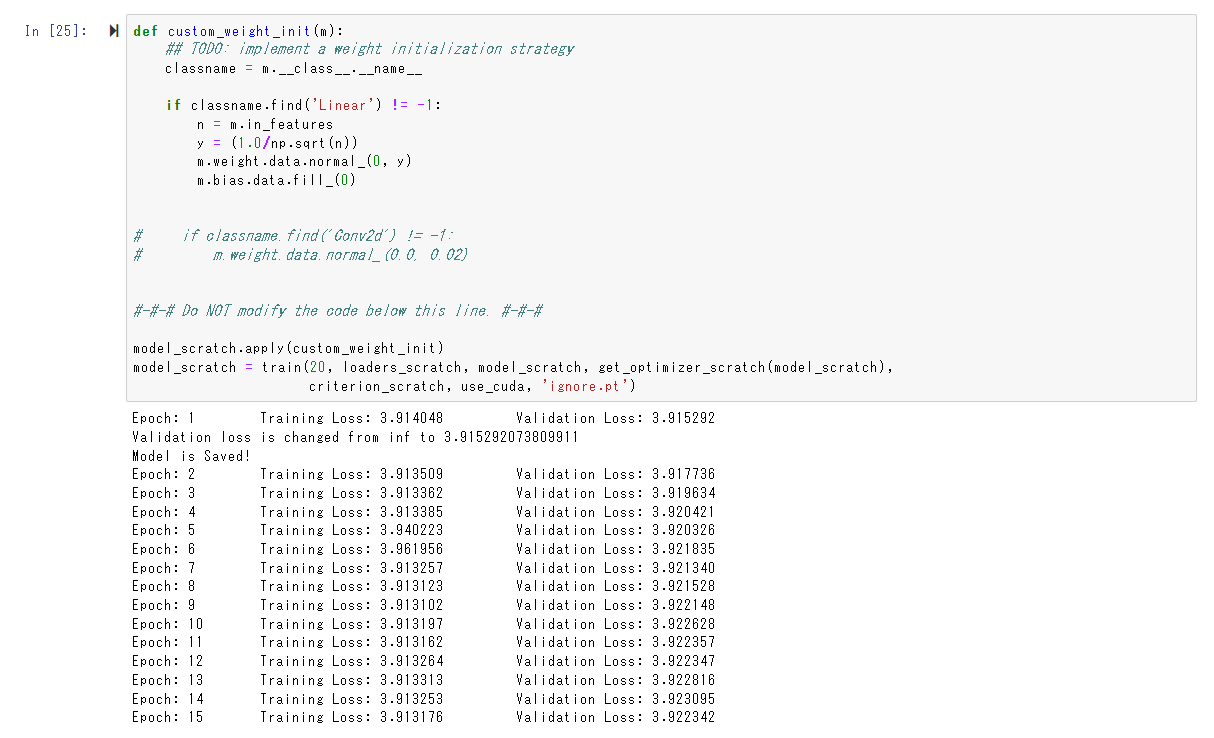 In [25]:
def custom_weight_init(m):
    ## TODO: implement a weight initialization strategy
    classname = m.__class__.__name__
    if classname.find('Linear') != -1:
        n = m.in_features
        y = (1.0/np.sqrt(n))
        m.weight.data.normal_(0, y)
        m.bias.data.fill_(0)
#     if classname.find('Conv2d') != -1:
#         m.weight.data.normal_(0.0, 0.02)
#-#-# Do NOT modify the code below this line. #-#-#
model_scratch.apply(custom_weight_init)
model_scratch = train(20, loaders_scratch, model_scratch, get_optimizer_scratch(model_scratch),
                      criterion_scratch, use_cuda, 'ignore.pt')
Epoch: 1        Training Loss: 3.914048         Validation Loss: 3.915292
Validation loss is changed from inf to 3.915292073809911
Model is Saved!
Epoch: 2        Training Loss: 3.913509         Validation Loss: 3.917736
Epoch: 3        Training Loss: 3.913362         Validation Loss: 3.919634
Epoch: 4        Training Loss: 3.913385         Validation Loss: 3.920421
Epoch: 5        Training Loss: 3.940223         Validation Loss: 3.920326
Epoch: 6        Training Loss: 3.961956         Validation Loss: 3.921835
Epoch: 7        Training Loss: 3.913257         Validation Loss: 3.921340
Epoch: 8        Training Loss: 3.913123         Validation Loss: 3.921528
Epoch: 9        Training Loss: 3.913102         Validation Loss: 3.922148
Epoch: 10       Training Loss: 3.913197         Validation Loss: 3.922628
Epoch: 11       Training Loss: 3.913162         Validation Loss: 3.922357
Epoch: 12       Training Loss: 3.913264         Validation Loss: 3.922347
Epoch: 13       Training Loss: 3.913313         Validation Loss: 3.922816
Epoch: 14       Training Loss: 3.913253         Validation Loss: 3.923095
Epoch: 15       Training Loss: 3.913176         Validation Loss: 3.922342